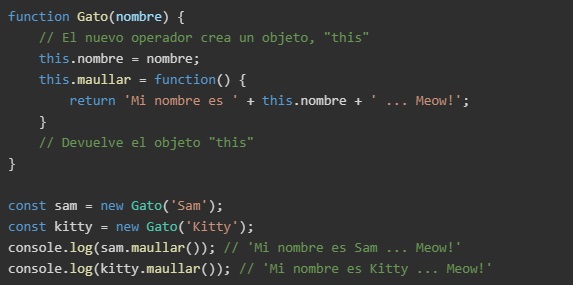 function Gato(nombre) {
    // El nuevo operador crea un objeto, "this"
    this.nombre = nombre;
    this.maullar = function() {
        return 'Mi nombre es ' + this.nombre + ' ... Meow!';
    }
    // Devuelve el objeto "this"
}

const sam = new Gato('Sam');
const kitty = new Gato('Kitty');
console.log(sam.maullar()); // 'Mi nombre es Sam ... Meow!'
console.log(kitty.maullar()); // 'Mi nombre es Kitty ... Meow!'